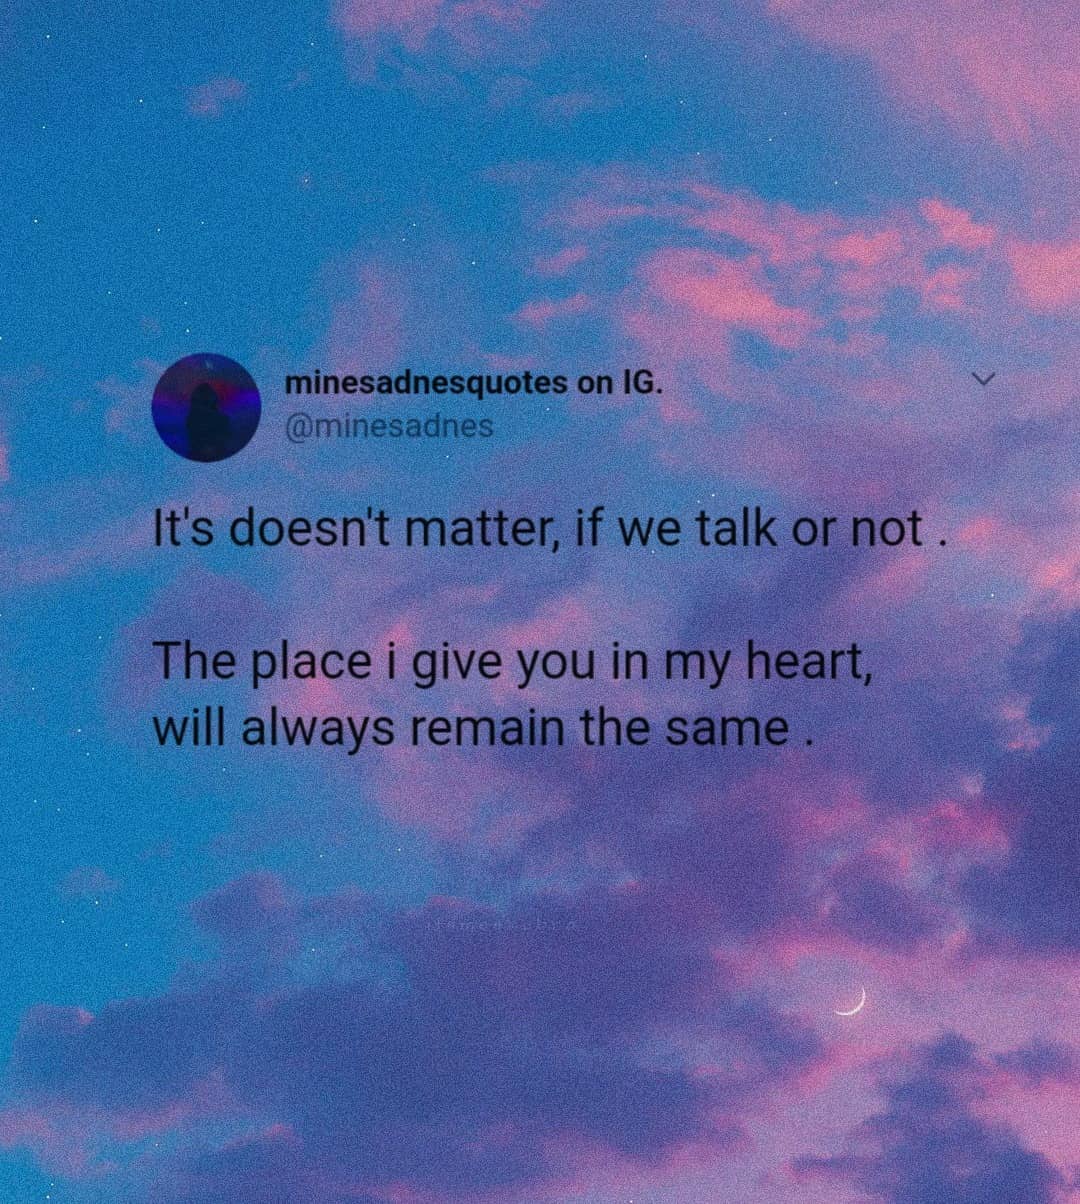 minesadnesquotes on IG.
@minesadnes
It's doesn't matter, if we talk or not .
The place i give you in my heart,
will always remain the same .